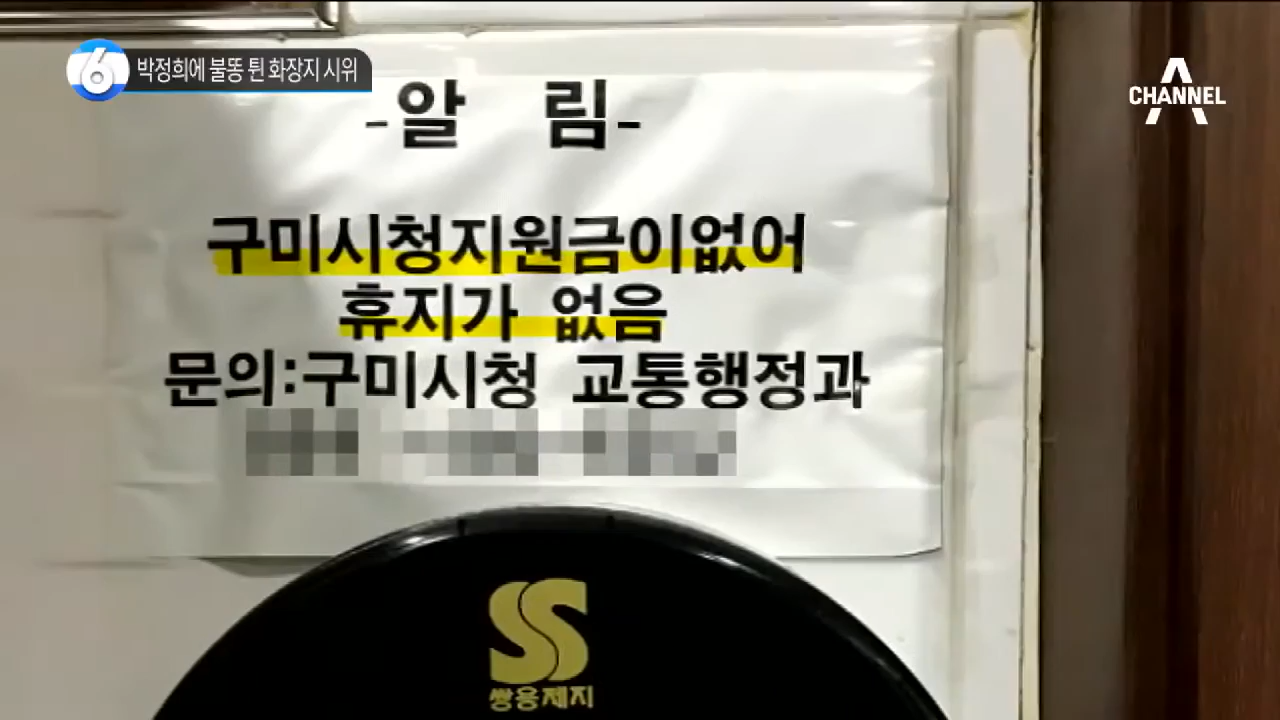 6 박정희에 불똥 튄 화장지 시위
CHANNEL A
-알 림-
구미시청지원금이없어
휴지가 없음
문의:구미시청 교통행정과
SS
쌍용제지